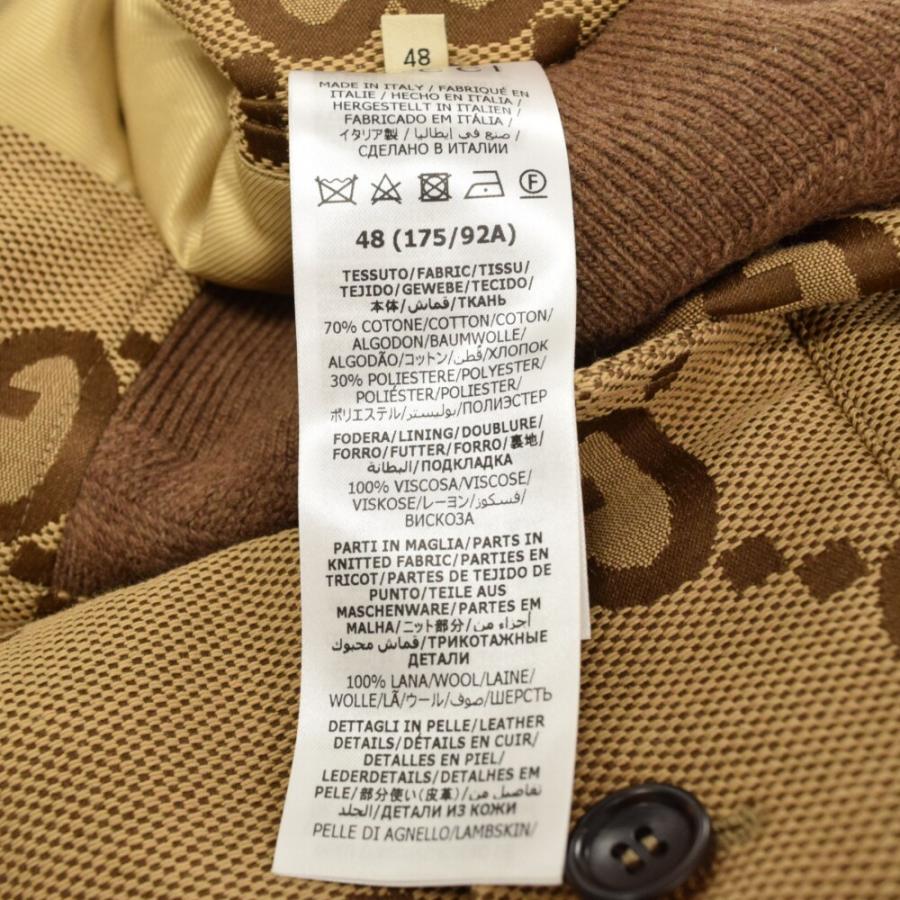 48
MADE IN ITALY / FABRIQUÉ EN
ITALIE / HECHO EN ITALIA /
HERGESTELLT IN ITALIEN /
FABRICADO EM ITÁLIA /
イタリア製 / صنع في إيطاليا /
СДЕЛАНО В ИТАЛИИ
F
48 (175/92A)
TESSUTO/FABRIC/TISSU/
TEJIDO/GEWEBE/TECIDO/
本体/قماش/ТКАНЬ
70% COTONE/COTTON/COTON/
ALGODON/BAUMWOLLE/
ALGODÃO/コットン/قطن/ХЛОПОК
30% POLIESTERE/POLYESTER/
POLIÉSTER/POLIESTER/
ポリエステル/بوليستر/ПОЛИЭСТЕР
FODERA/LINING/DOUBLURE/
FORRO/FUTTER/FORRO/裏地/
البطانة/ПОДКЛАДКА
100% VISCOSA/VISCOSE/
VISKOSE/レーヨン/فسكوز/
ВИСКОЗА
PARTI IN MAGLIA/PARTS IN
KNITTED FABRIC/PARTIES EN
TRICOT/PARTES DE TEJIDO DE
PUNTO/TEILE AUS
MASCHENWARE/PARTES EM
MALHA/ニット部分/أجزاء من
قماش محبوك/ТРИКОТАЖНЫЕ
ДЕТАЛИ
100% LANA/WOOL/LAINE/
WOLLE/LÃ/ウール/صوف/ШЕРСТЬ
DETTAGLI IN PELLE/LEATHER
DETAILS/DÉTAILS EN CUIR/
DETALLES EN PIEL/
LEDERDETAILS/DETALHES EM
PELE/部分使い(皮革)/تفاصيل من
الجلد/ДЕТАЛИ ИЗ КОЖИ
PELLE DI AGNELLO/LAMBSKIN/